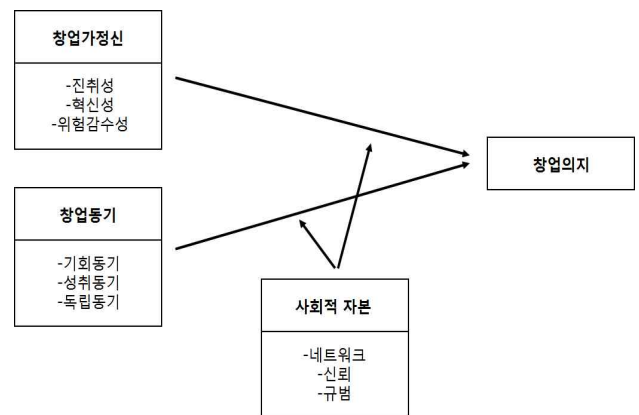 창업가정신
-진취성
-혁신성
-위험감수성
창업의지
창업동기
-기회동기
-성취동기
-독립동기
사회적 자본
-네트워크
-신뢰
-규범